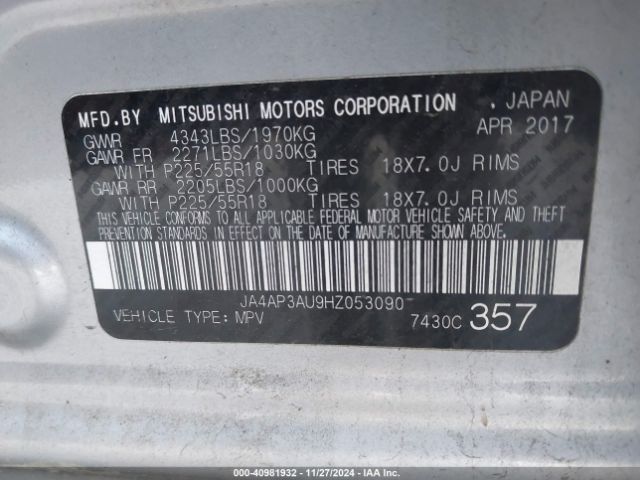 MFD.BY MITSUBISHI MOTORS CORPORATION . JAPAN
GWWR 4343LBS/1970KG APR 2017
GAWR FR 2271LBS/1030KG
WITH P225/55R18 TIRES 18X7.0J RIMS
GAWR RR 2205LBS/1000KG
WITH P225/55R18 TIRES 18X7.0J RIMS
THIS VEHICLE CONFORMS TO ALL APPLICABLE FEDERAL MOTOR VEHICLE SAFETY AND THEFT
PREVENTION STANDARDS IN EFFECT ON THE DATE OF MANUFACTURE SHOWN ABOVE.
JA4AP3AU9HZ053090
VEHICLE TYPE: MPV 7430C 357
000-40981932 - 11/27/2024 - IAA Holdings, LLC.